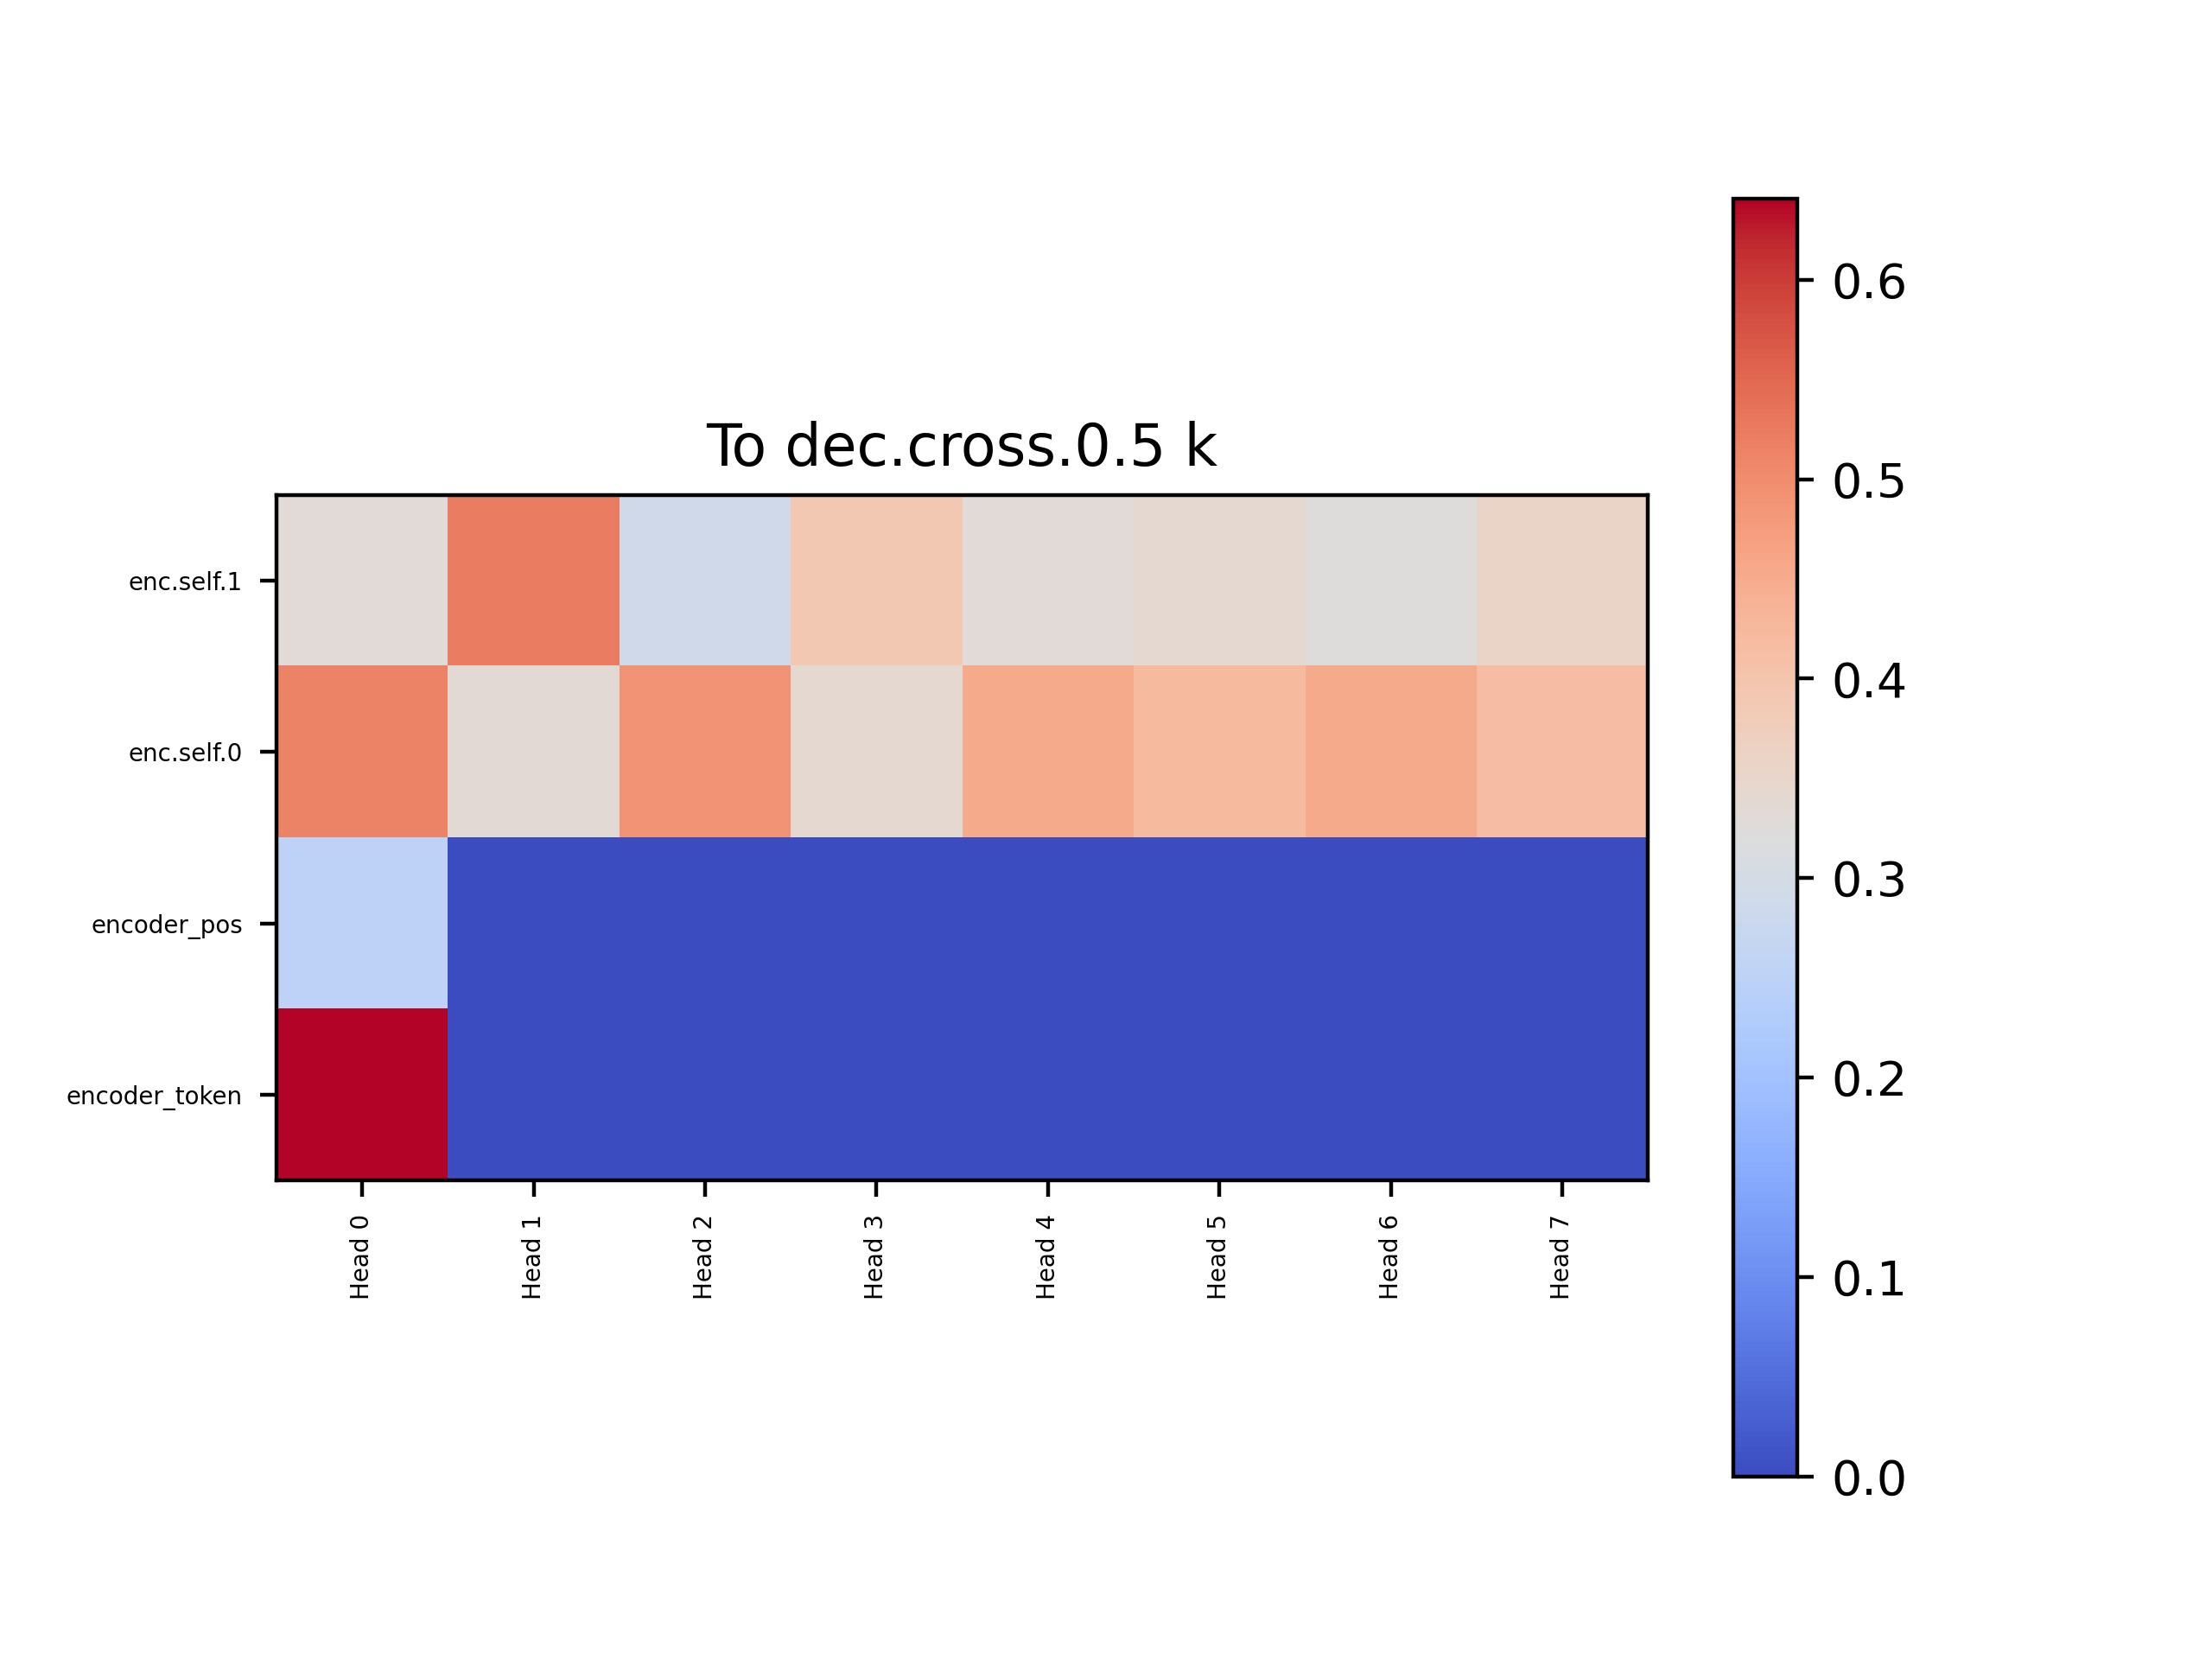 To dec.cross.0.5 k
enc.self.1
enc.self.0
encoder_pos
encoder_token
Head 0
Head 1
Head 2
Head 3
Head 4
Head 5
Head 6
Head 7
0.6
0.5
0.4
0.3
0.2
0.1
0.0